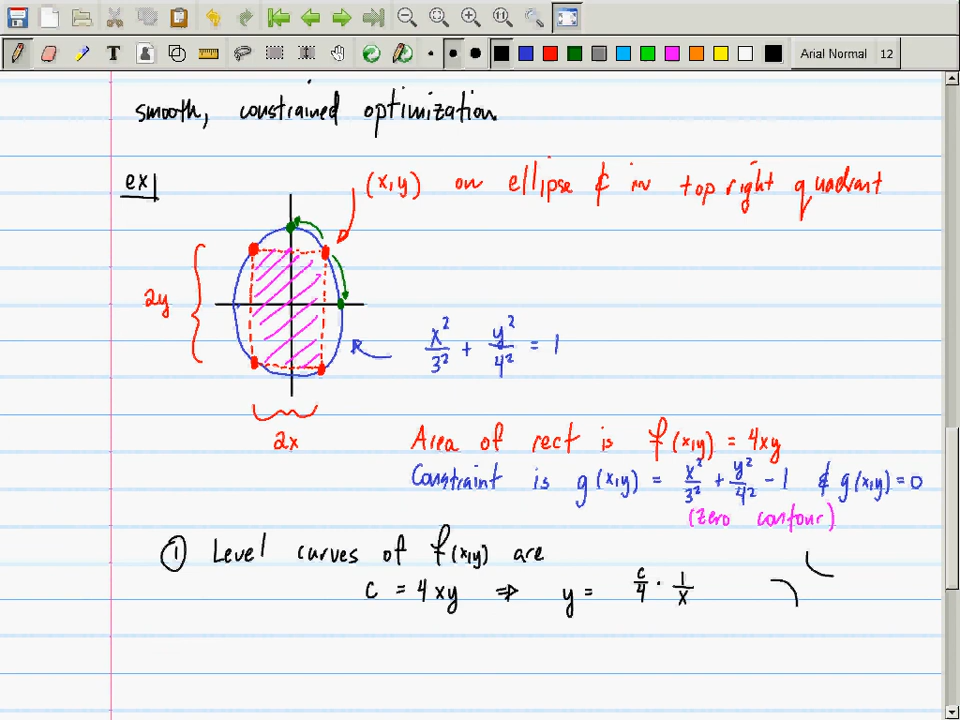 Arial Normal 12
smooth, constrained optimization
ex
(x,y) on ellipse & in top right quadrant
2y
x²/3² + y²/4² = 1
2x
Area of rect is f(x,y) = 4xy
Constraint is g(x,y) = x²/3² + y²/4² - 1 & g(x,y) = 0
(zero contour)
① Level curves of f(x,y) are
c = 4xy ⇒ y = c/4 · 1/x